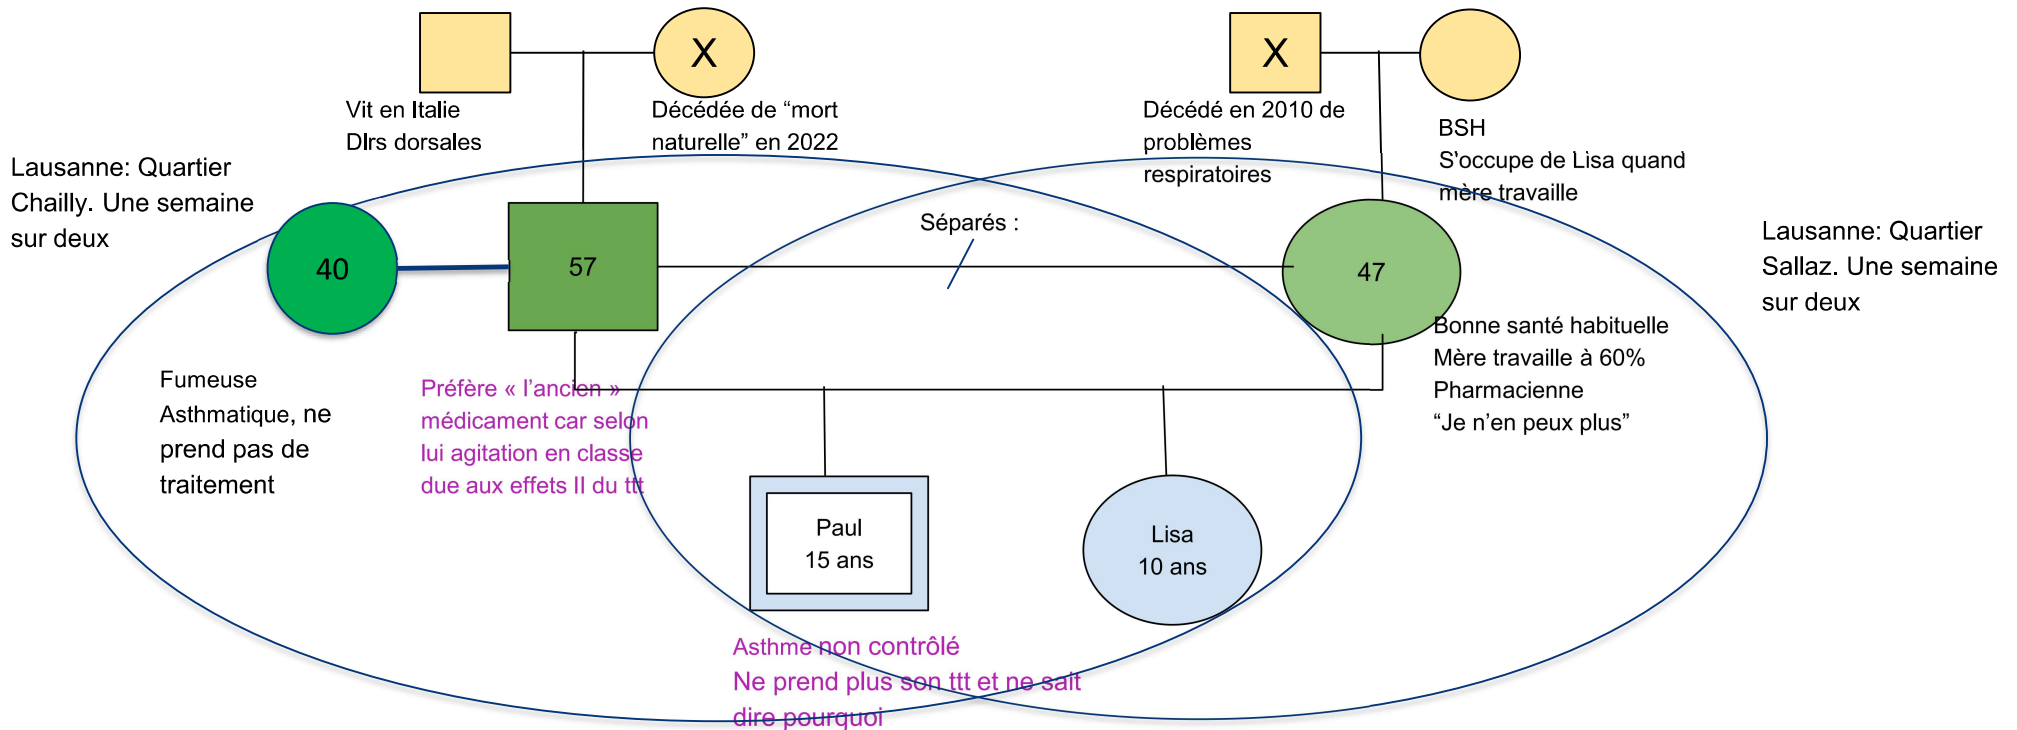 X
X
Vit en Italie
Dlrs dorsales
Décédée de “mort
naturelle” en 2022
Décédé en 2010 de
problèmes
respiratoires
BSH
S’occupe de Lisa quand
mère travaille
Lausanne: Quartier
Chailly. Une semaine
sur deux
Séparés :
Lausanne: Quartier
Sallaz. Une semaine
sur deux
40
57
47
Fumeuse
Asthmatique, ne
prend pas de
traitement
Préfère « l’ancien »
médicament car selon
lui agitation en classe
due aux effets II du ttt
Bonne santé habituelle
Mère travaille à 60%
Pharmacienne
“Je n’en peux plus”
Paul
15 ans
Lisa
10 ans
Asthme non contrôlé
Ne prend plus son ttt et ne sait
dire pourquoi